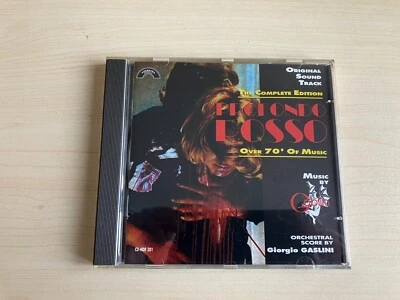 ORIGINAL
SOUND
TRACK
THE COMPLETE EDITION
PROFONDO
ROSSO
OVER 70' OF MUSIC
MUSIC
BY
Goblin
ORCHESTRAL
SCORE BY
Giorgio GASLINI